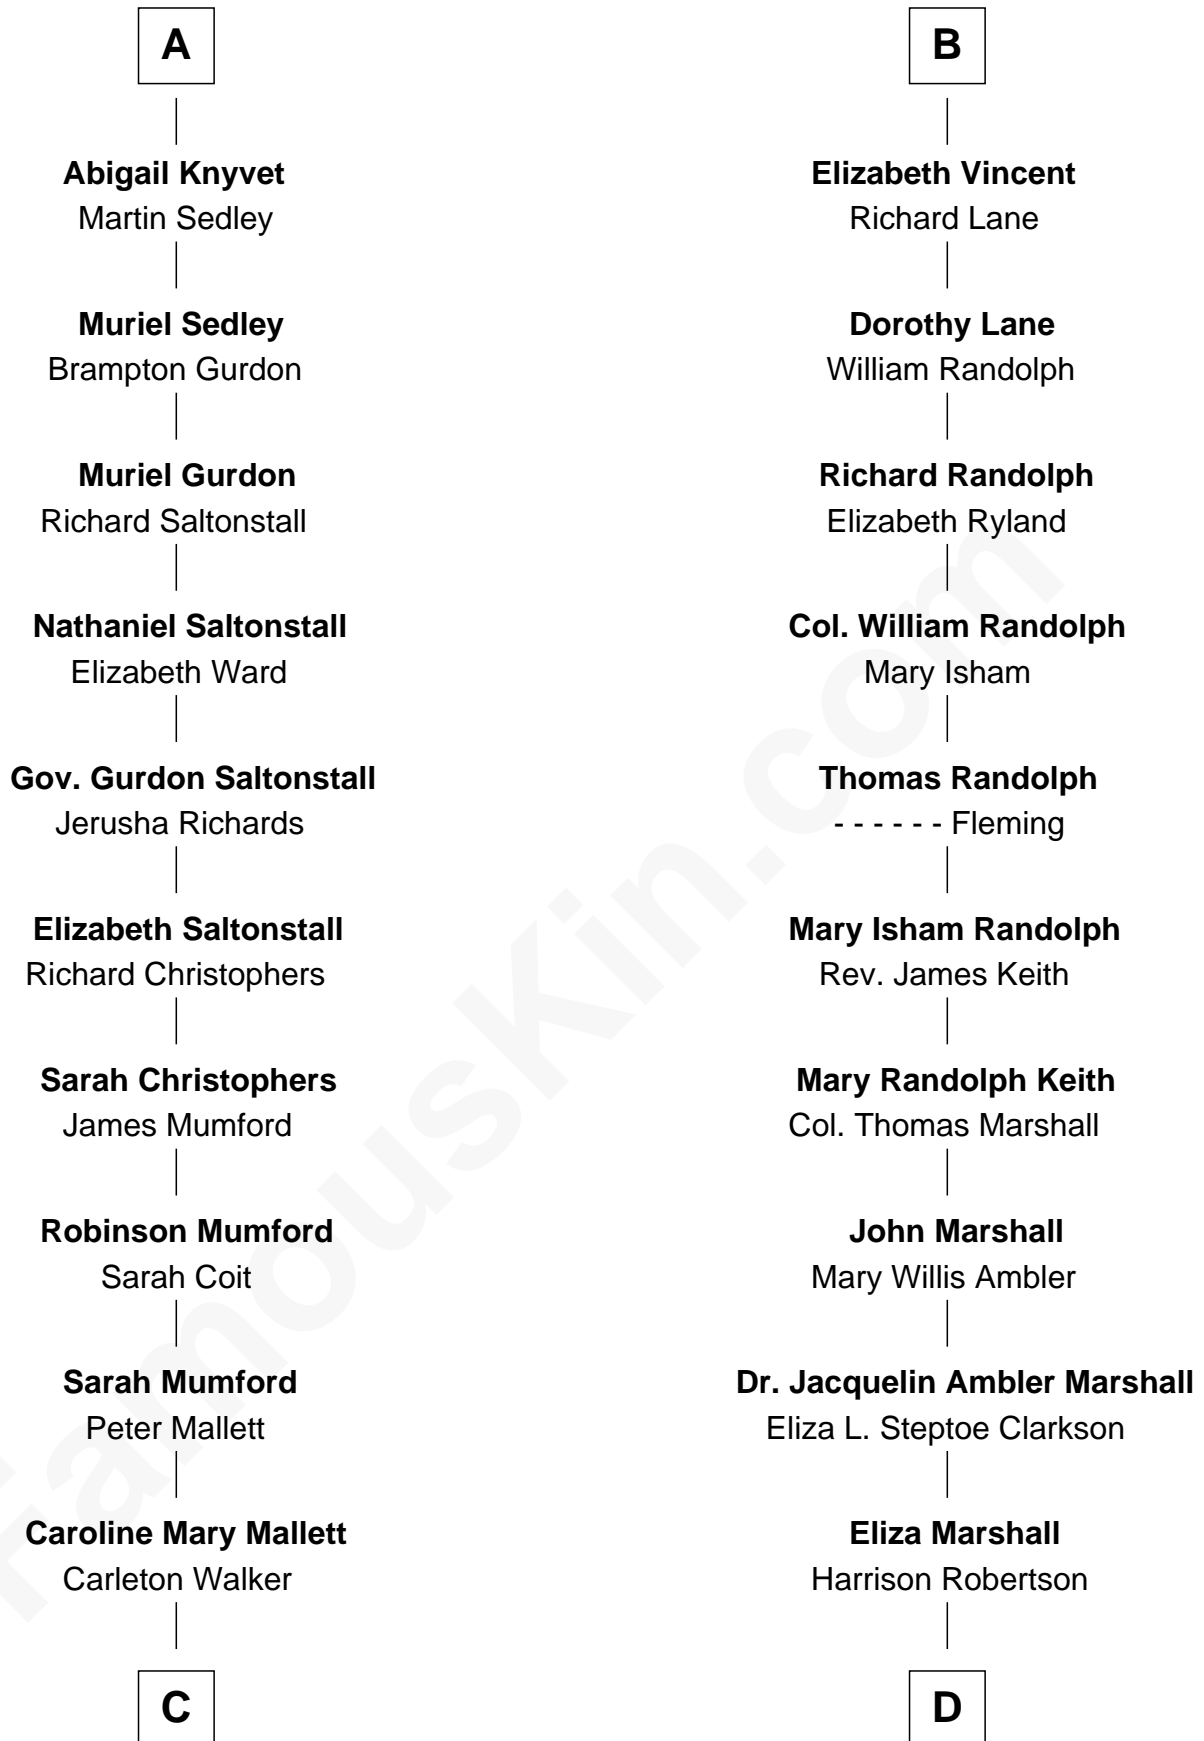 A
Abigail Knyvet
Martin Sedley
Muriel Sedley
Brampton Gurdon
Muriel Gurdon
Richard Saltonstall
Nathaniel Saltonstall
Elizabeth Ward
Gov. Gurdon Saltonstall
Jerusha Richards
Elizabeth Saltonstall
Richard Christophers
Sarah Christophers
James Mumford
Robinson Mumford
Sarah Coit
Sarah Mumford
Peter Mallett
Caroline Mary Mallett
Carleton Walker
C
B
Elizabeth Vincent
Richard Lane
Dorothy Lane
William Randolph
Richard Randolph
Elizabeth Ryland
Col. William Randolph
Mary Isham
Thomas Randolph
- - - - - - Fleming
Mary Isham Randolph
Rev. James Keith
Mary Randolph Keith
Col. Thomas Marshall
John Marshall
Mary Willis Ambler
Dr. Jacquelin Ambler Marshall
Eliza L. Steptoe Clarkson
Eliza Marshall
Harrison Robertson
D
FamousKin.com